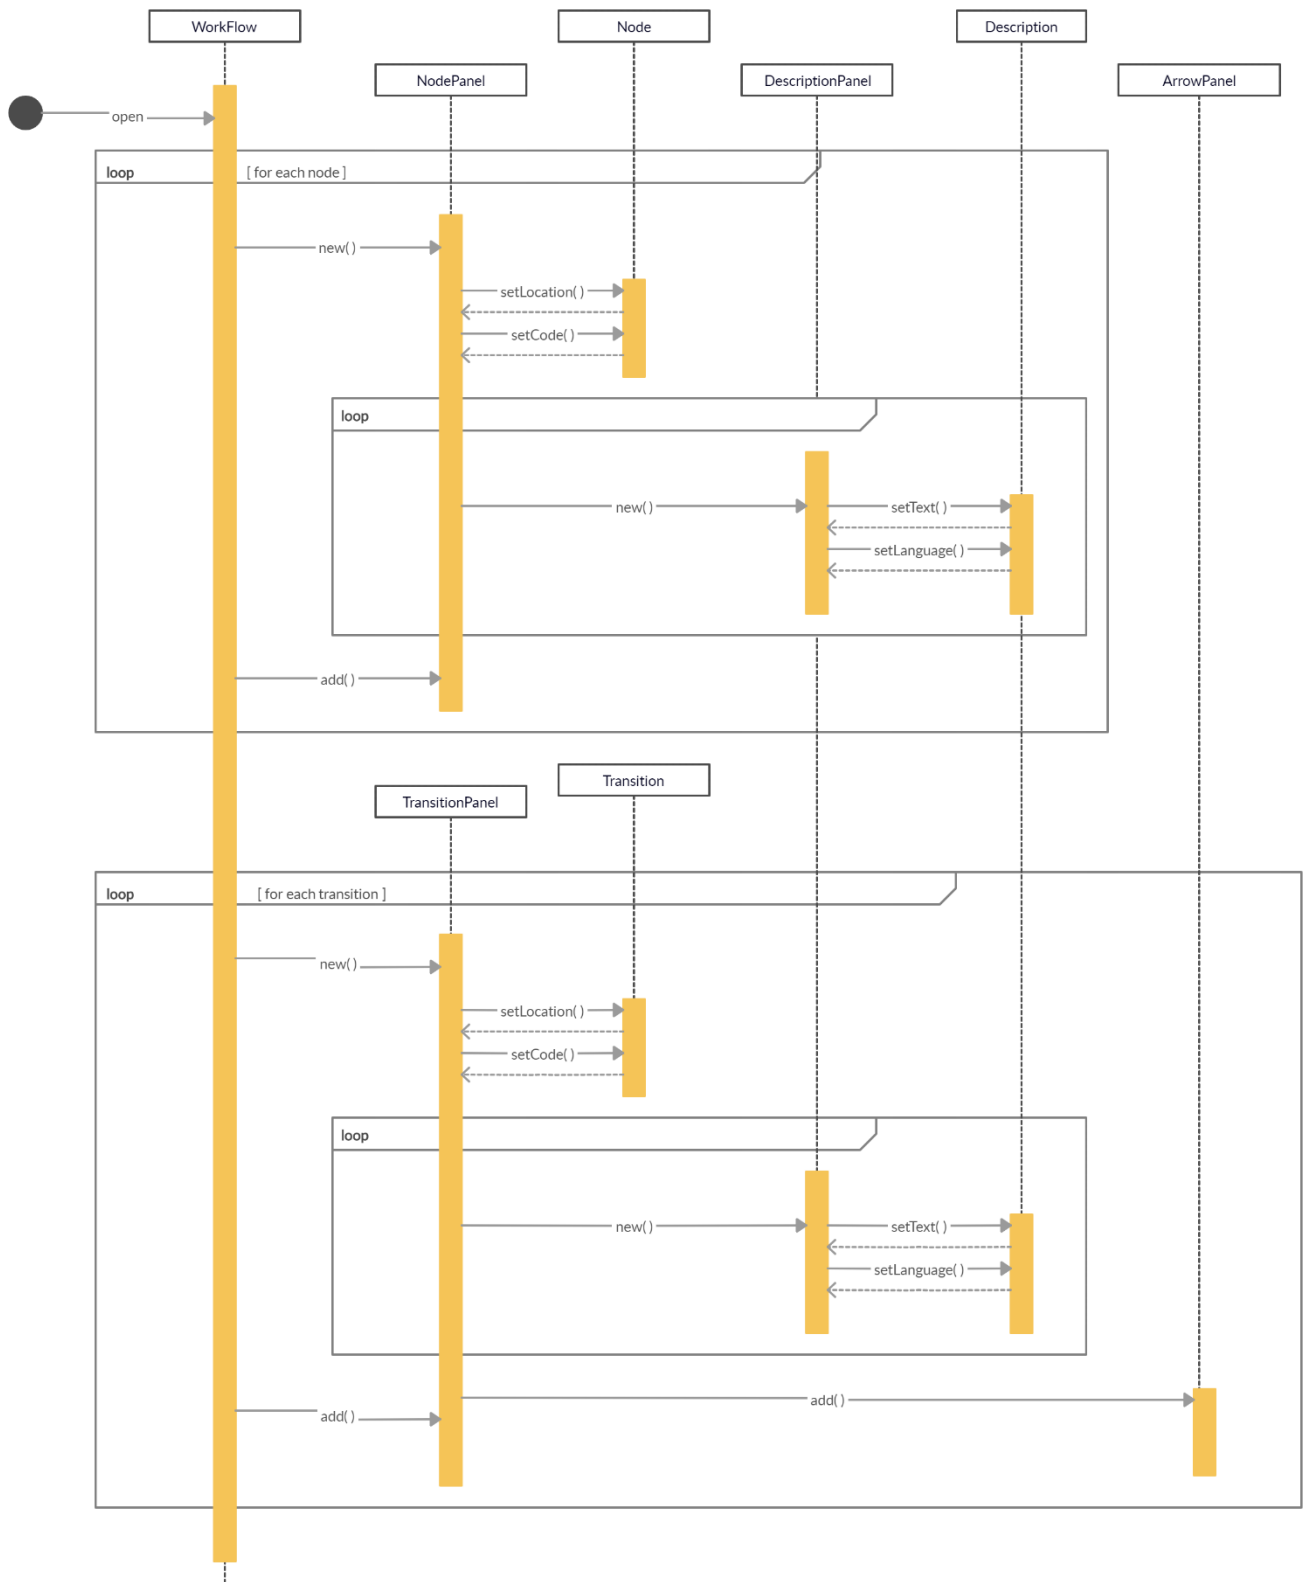 WorkFlow
Node
Description
NodePanel
DescriptionPanel
ArrowPanel
open
loop
[ for each node ]
new( )
setLocation( )
setCode( )
loop
new( )
setText( )
setLanguage( )
add( )
Transition
TransitionPanel
loop
[ for each transition ]
new( )
setLocation( )
setCode( )
loop
new( )
setText( )
setLanguage( )
add( )
add( )